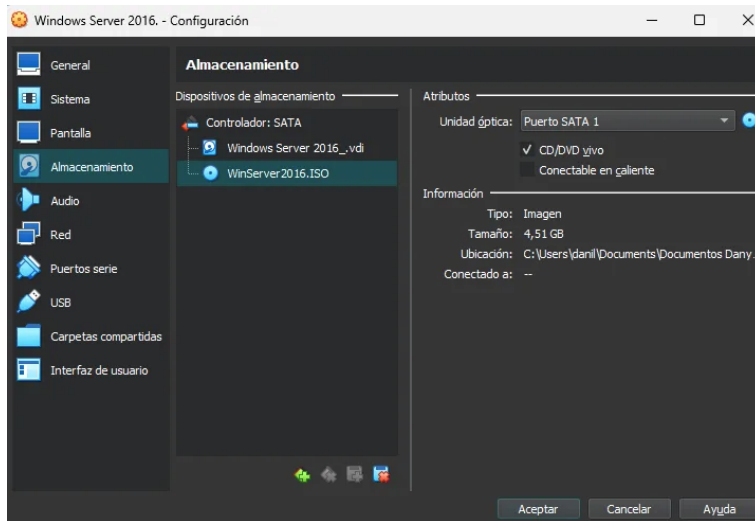 Windows Server 2016. - Configuración
General
Sistema
Pantalla
Almacenamiento
Audio
Red
Puertos serie
USB
Carpetas compartidas
Interfaz de usuario
Almacenamiento
Dispositivos de almacenamiento
Controlador: SATA
Windows Server 2016_.vdi
WinServer2016.ISO
Atributos
Unidad óptica: Puerto SATA 1
CD/DVD vivo
Conectable en caliente
Información
Tipo: Imagen
Tamaño: 4,51 GB
Ubicación: C:\Users\danil\Documents\Documentos Dany.
Conectado a: --
Aceptar Cancelar Ayuda